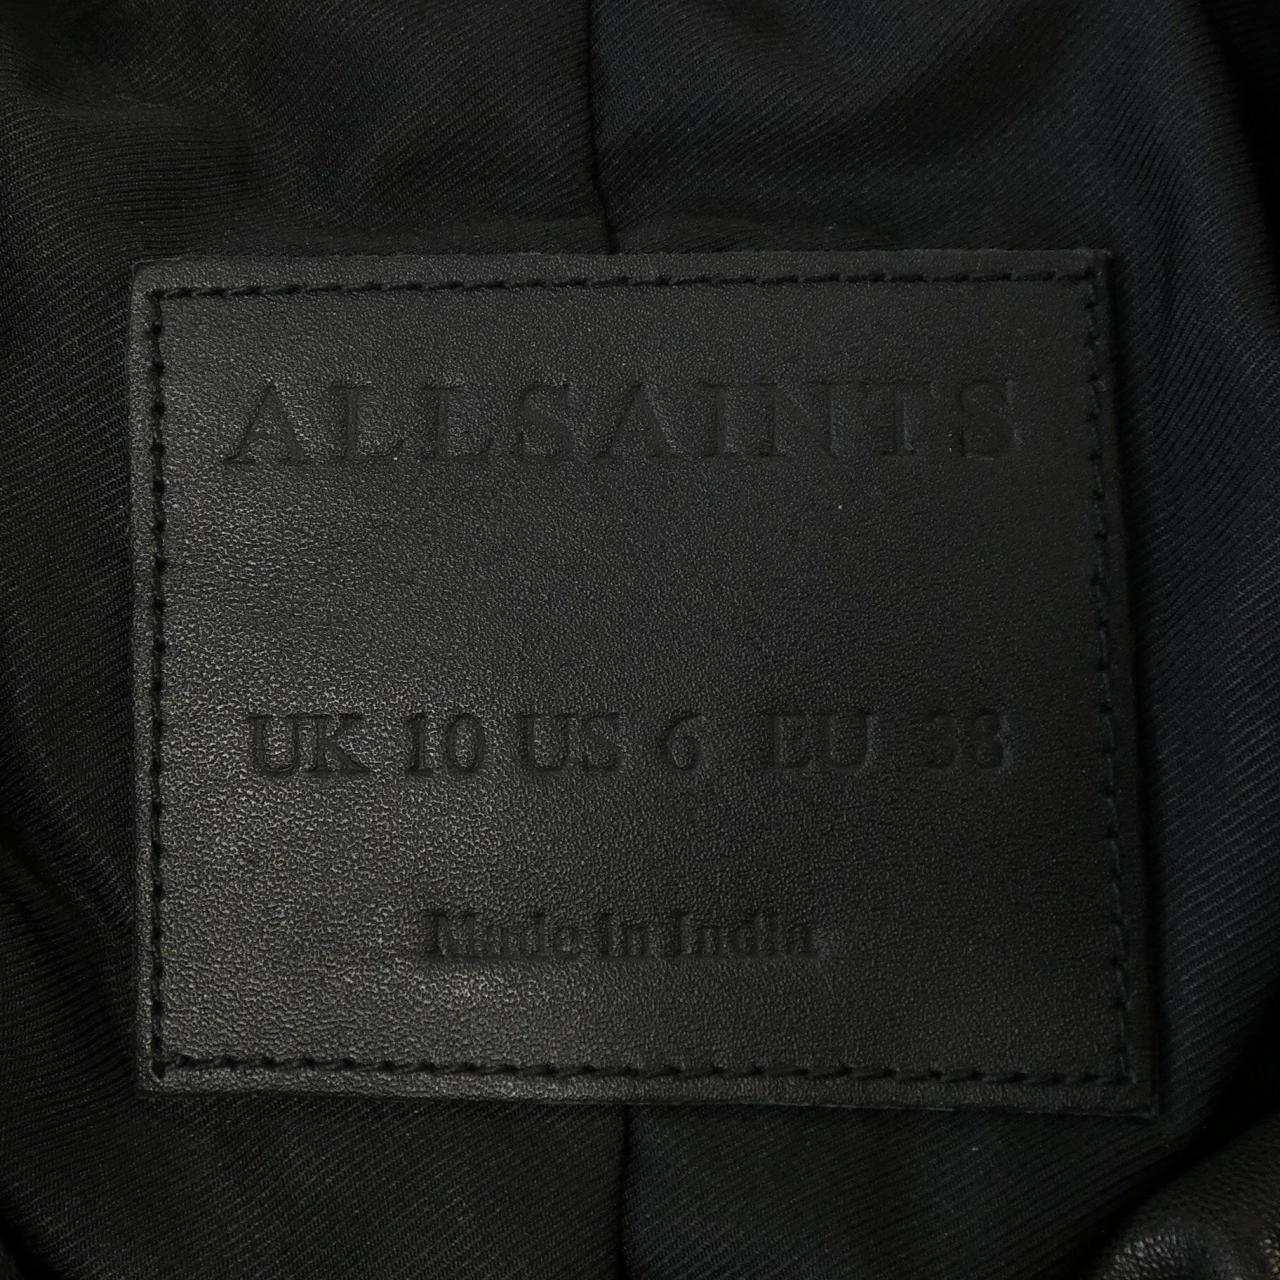 ALLSAINTS
UK 10 US 6 EU 38
Made in India